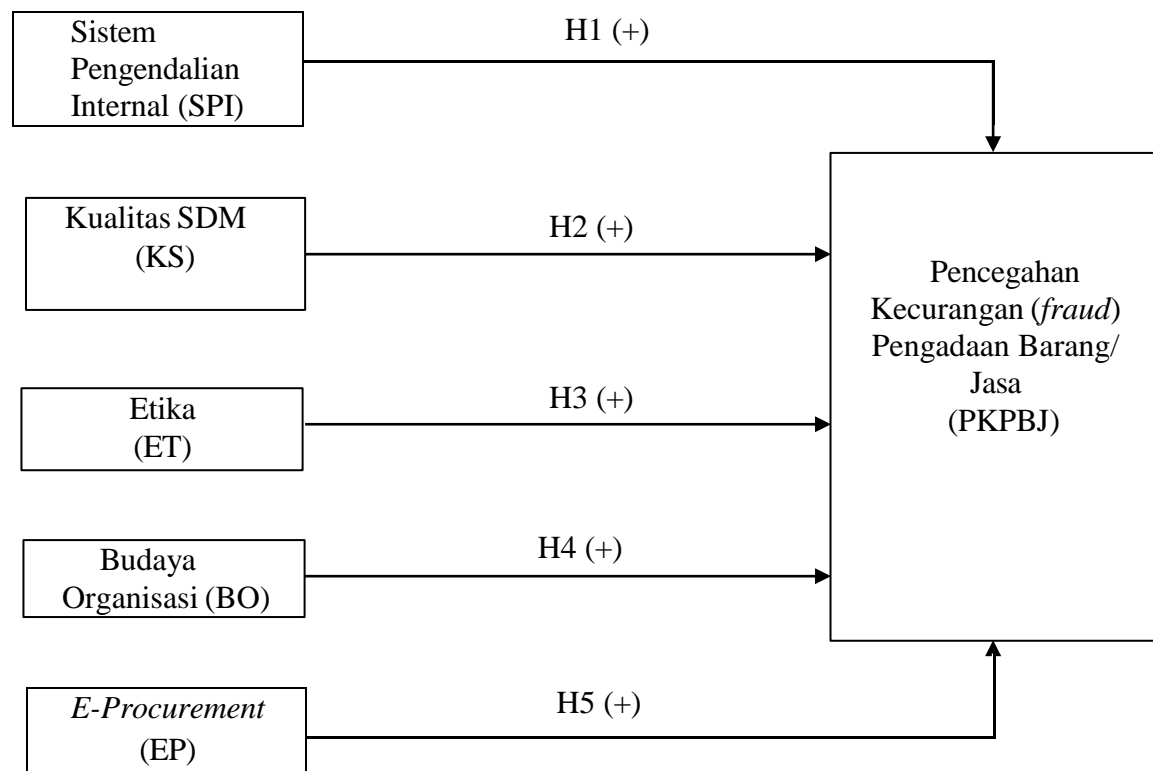 Sistem
Pengendalian
Internal (SPI)
H1 (+)
Kualitas SDM
(KS)
H2 (+)
Etika
(ET)
H3 (+)
Budaya
Organisasi (BO)
H4 (+)
E-Procurement
(EP)
H5 (+)
Pencegahan
Kecurangan (fraud)
Pengadaan Barang/
Jasa
(PKPBJ)